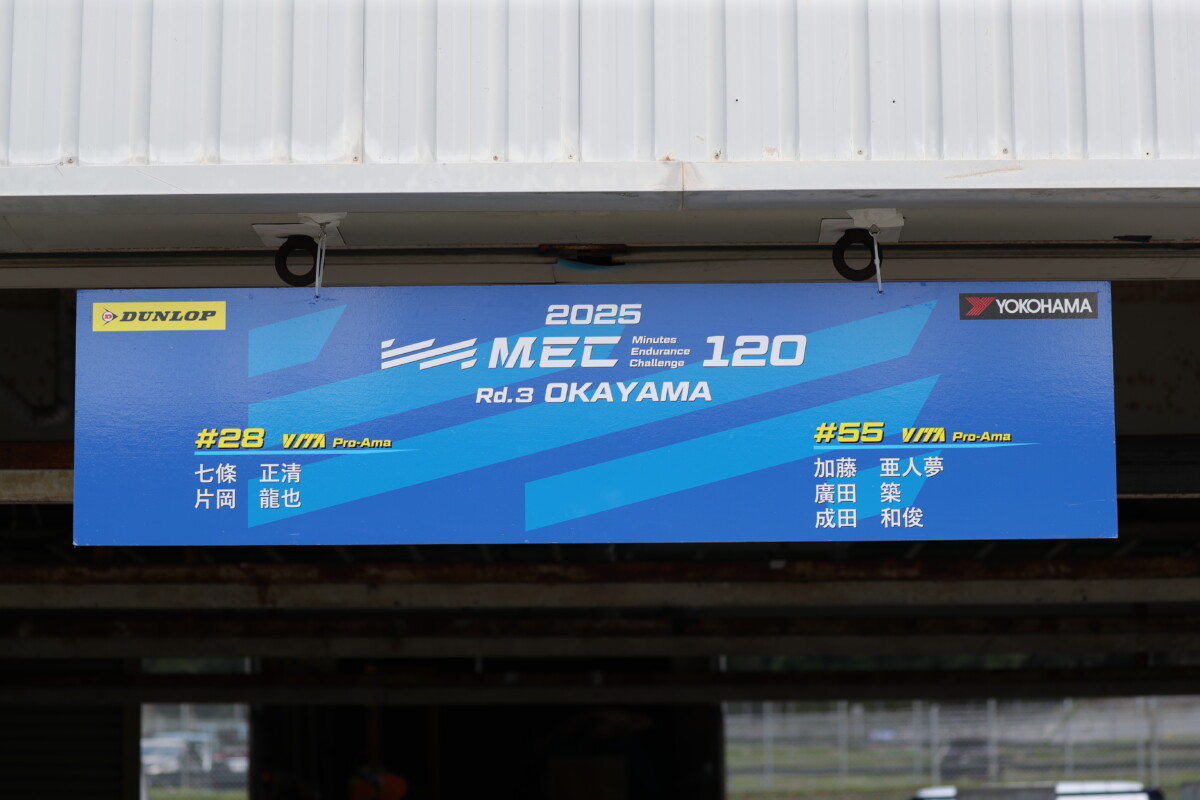 DUNLOP
YOKOHAMA
2025
MEC Minutes Endurance Challenge 120
Rd.3 OKAYAMA
#28 VITA Pro-Ama
七條 正清
片岡 龍也
#55 VITA Pro-Ama
加藤 亜人夢
廣田 築
成田 和俊